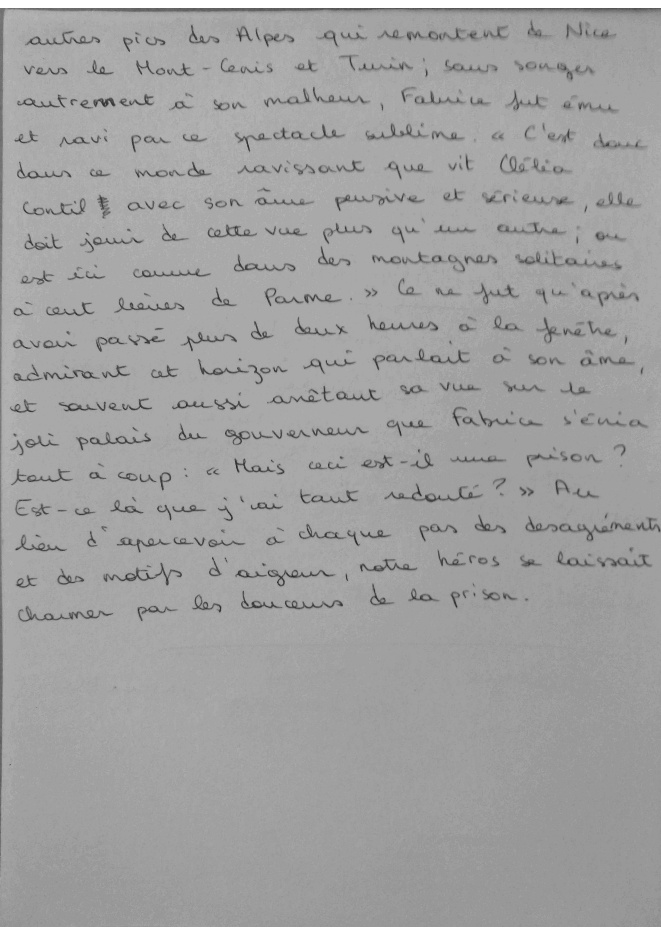 autres pics des Alpes qui remontent de Nice
vers le Mont-Cenis et Turin ; sans songer
autrement à son malheur, Fabrice fut ému
et ravi par ce spectacle sublime. « C'est donc
dans ce monde ravissant que vit Clélia
Conti avec son âme pensive et sérieuse, elle
doit jouir de cette vue plus qu'un autre ; on
est ici comme dans des montagnes solitaires
à cent lieues de Parme. » Ce ne fut qu'après
avoir passé plus de deux heures à la fenêtre,
admirant cet horizon qui parlait à son âme,
et souvent aussi arrêtant sa vue sur le
joli palais du gouverneur que Fabrice s'écria
tout à coup : « Mais ceci est-il une prison ?
Est-ce là que j'ai tant redouté ? » Au
lieu d'apercevoir à chaque pas des desagréments
et des motifs d'aigreur, notre héros se laissait
charmer par les douceurs de la prison.